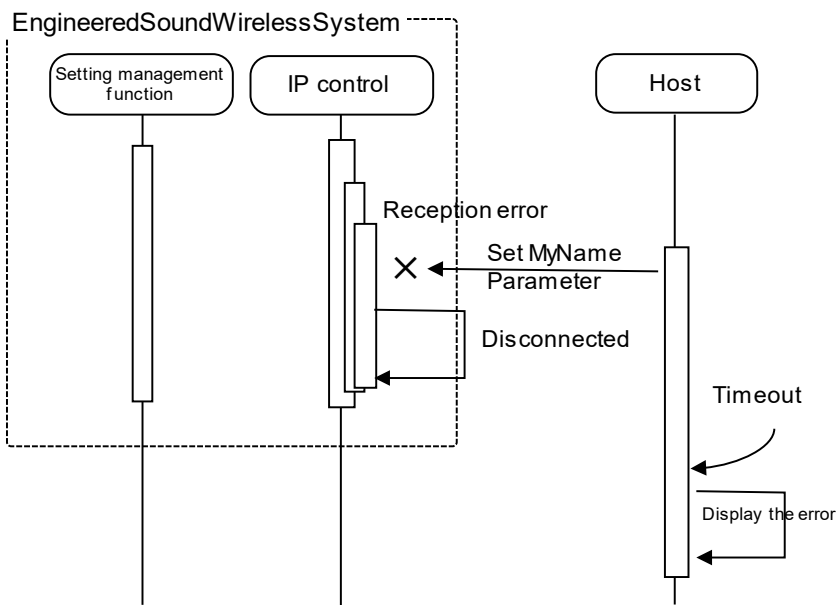 EngineeredSoundWirelessSystem
Setting management
function
IP control
Host
Reception error
Set MyName
Parameter
Disconnected
Timeout
Display the error